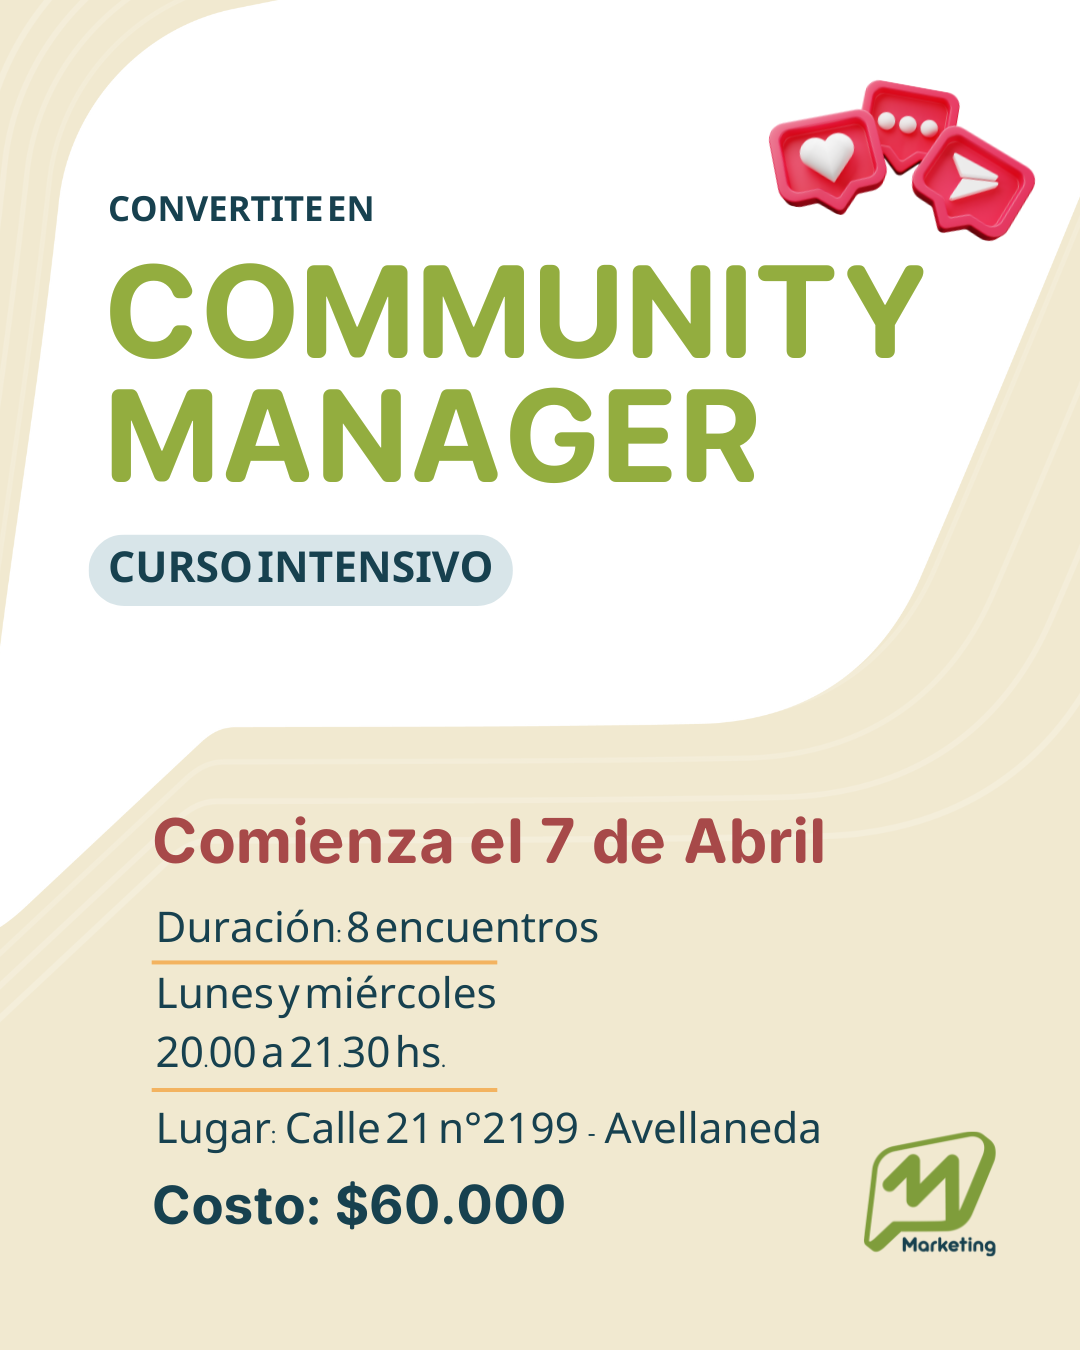 CONVERTITE EN
COMMUNITY
MANAGER
CURSO INTENSIVO
Comienza el 7 de Abril
Duración: 8 encuentros
Lunes y miércoles
20.00 a 21.30 hs.
Lugar: Calle 21 n°2199 - Avellaneda
Costo: $60.000
M
Marketing